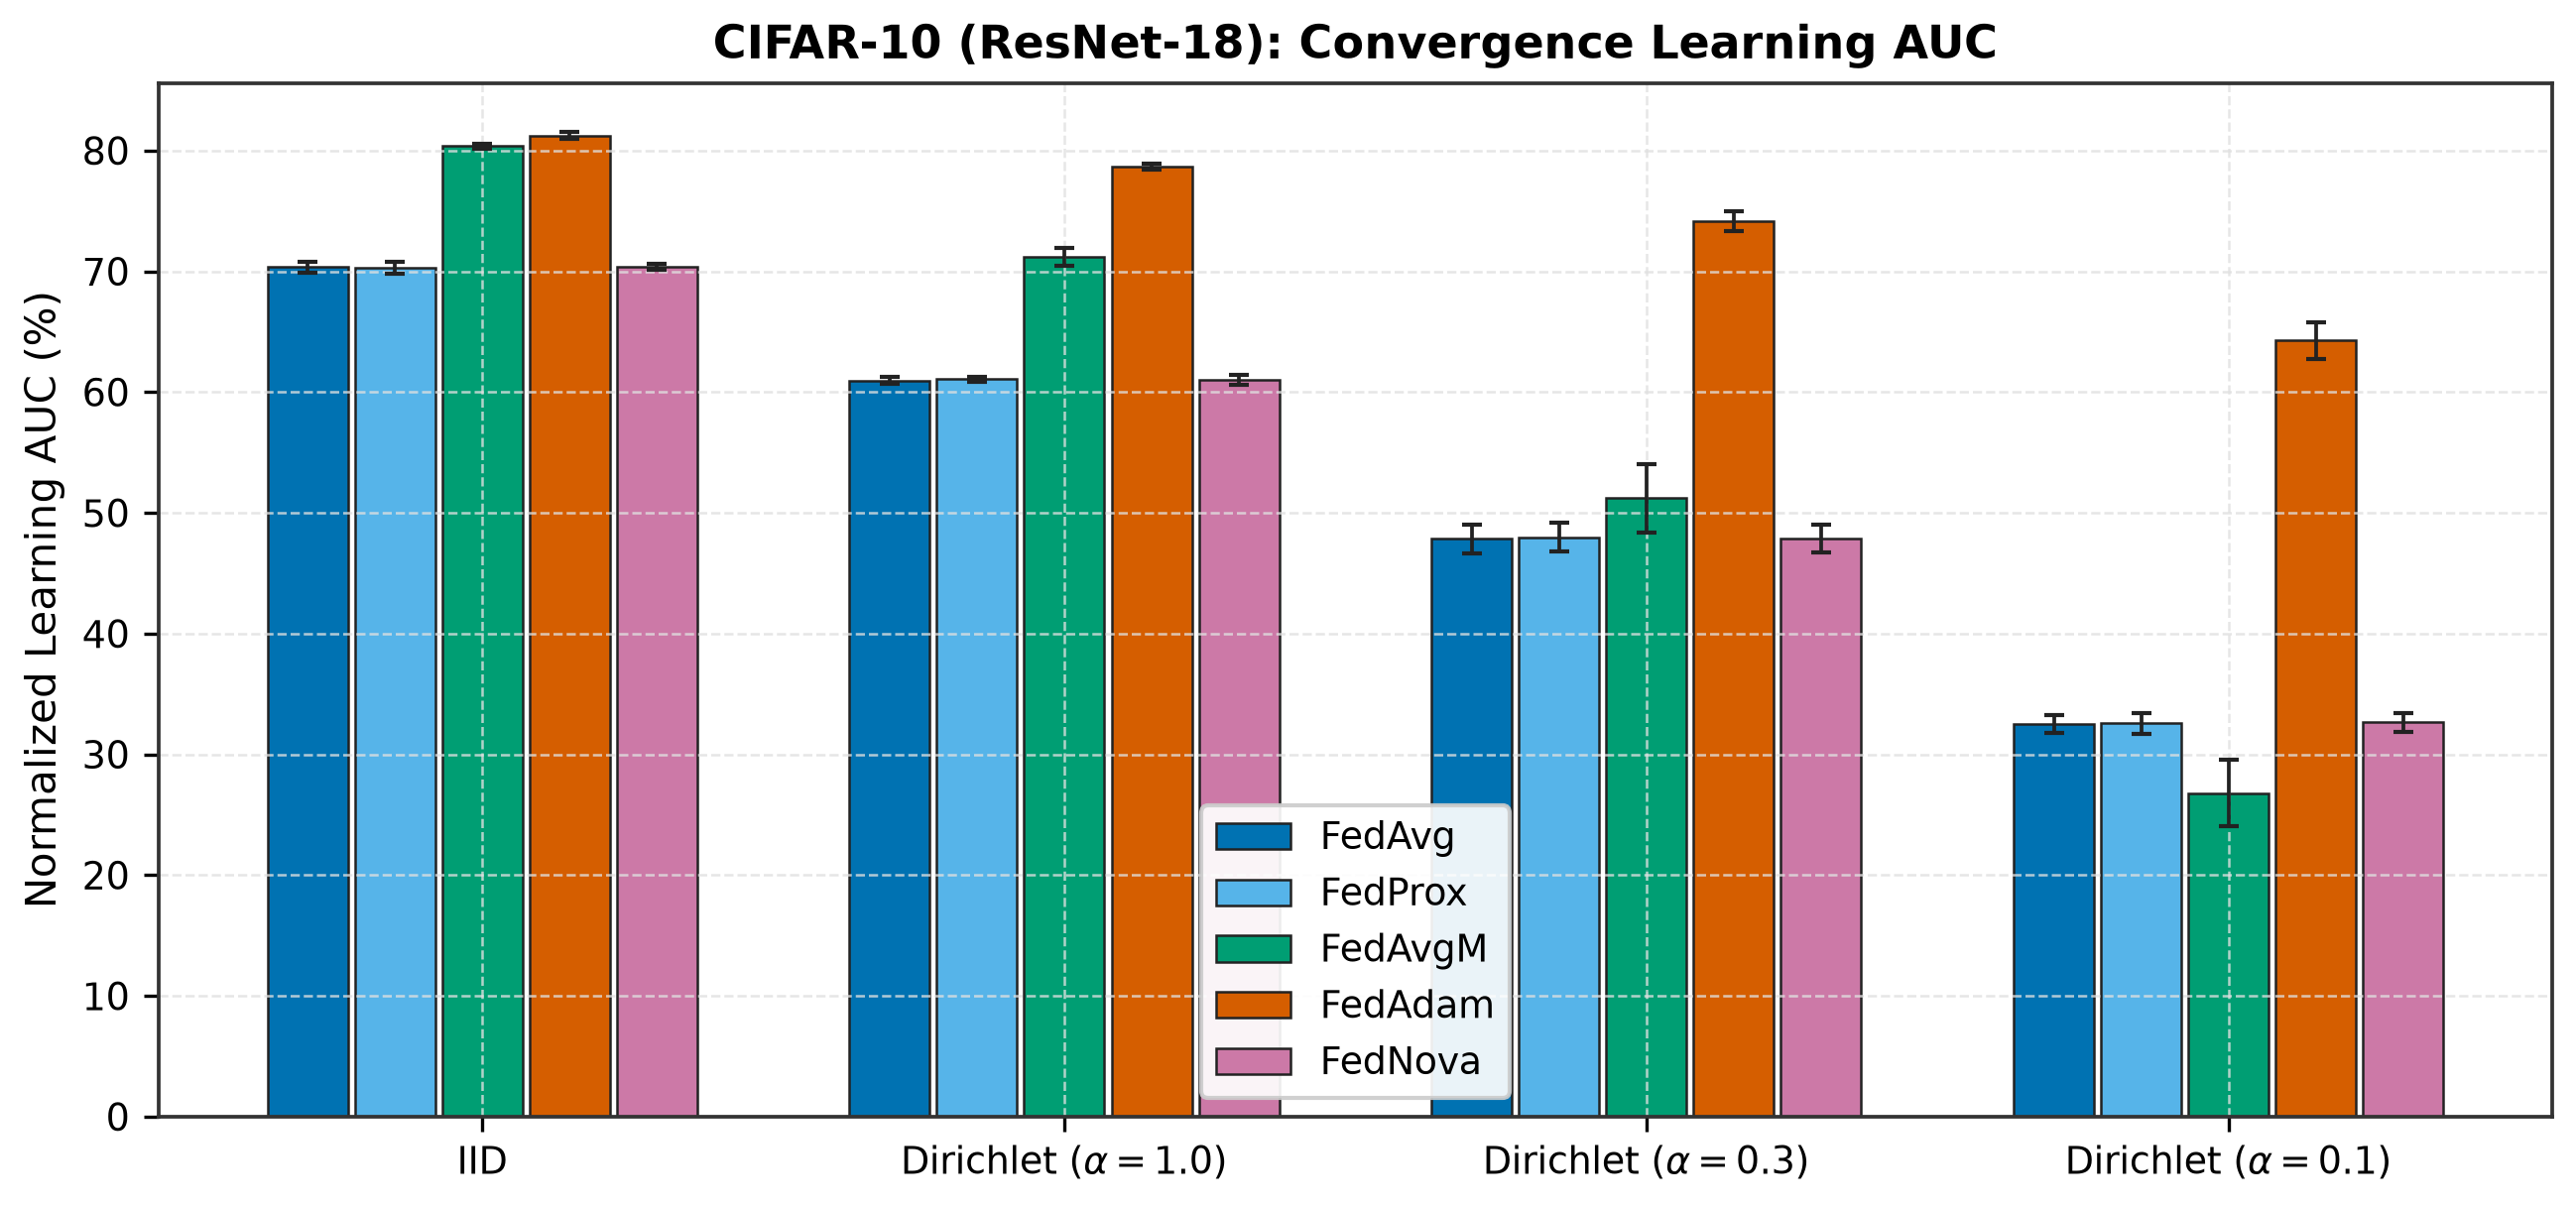 CIFAR-10 (ResNet-18): Convergence Learning AUC
Normalized Learning AUC (%)
80
70
60
50
40
30
20
10
0
FedAvg
FedProx
FedAvgM
FedAdam
FedNova
IID
Dirichlet (α = 1.0)
Dirichlet (α = 0.3)
Dirichlet (α = 0.1)